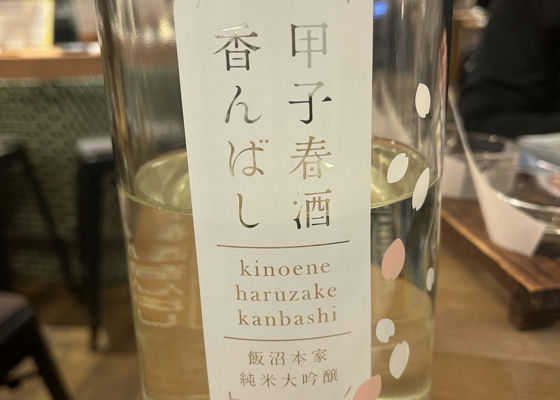 甲子春酒
香んばし
kinoene
haruzake
kanbashi
飯沼本家
純米大吟醸